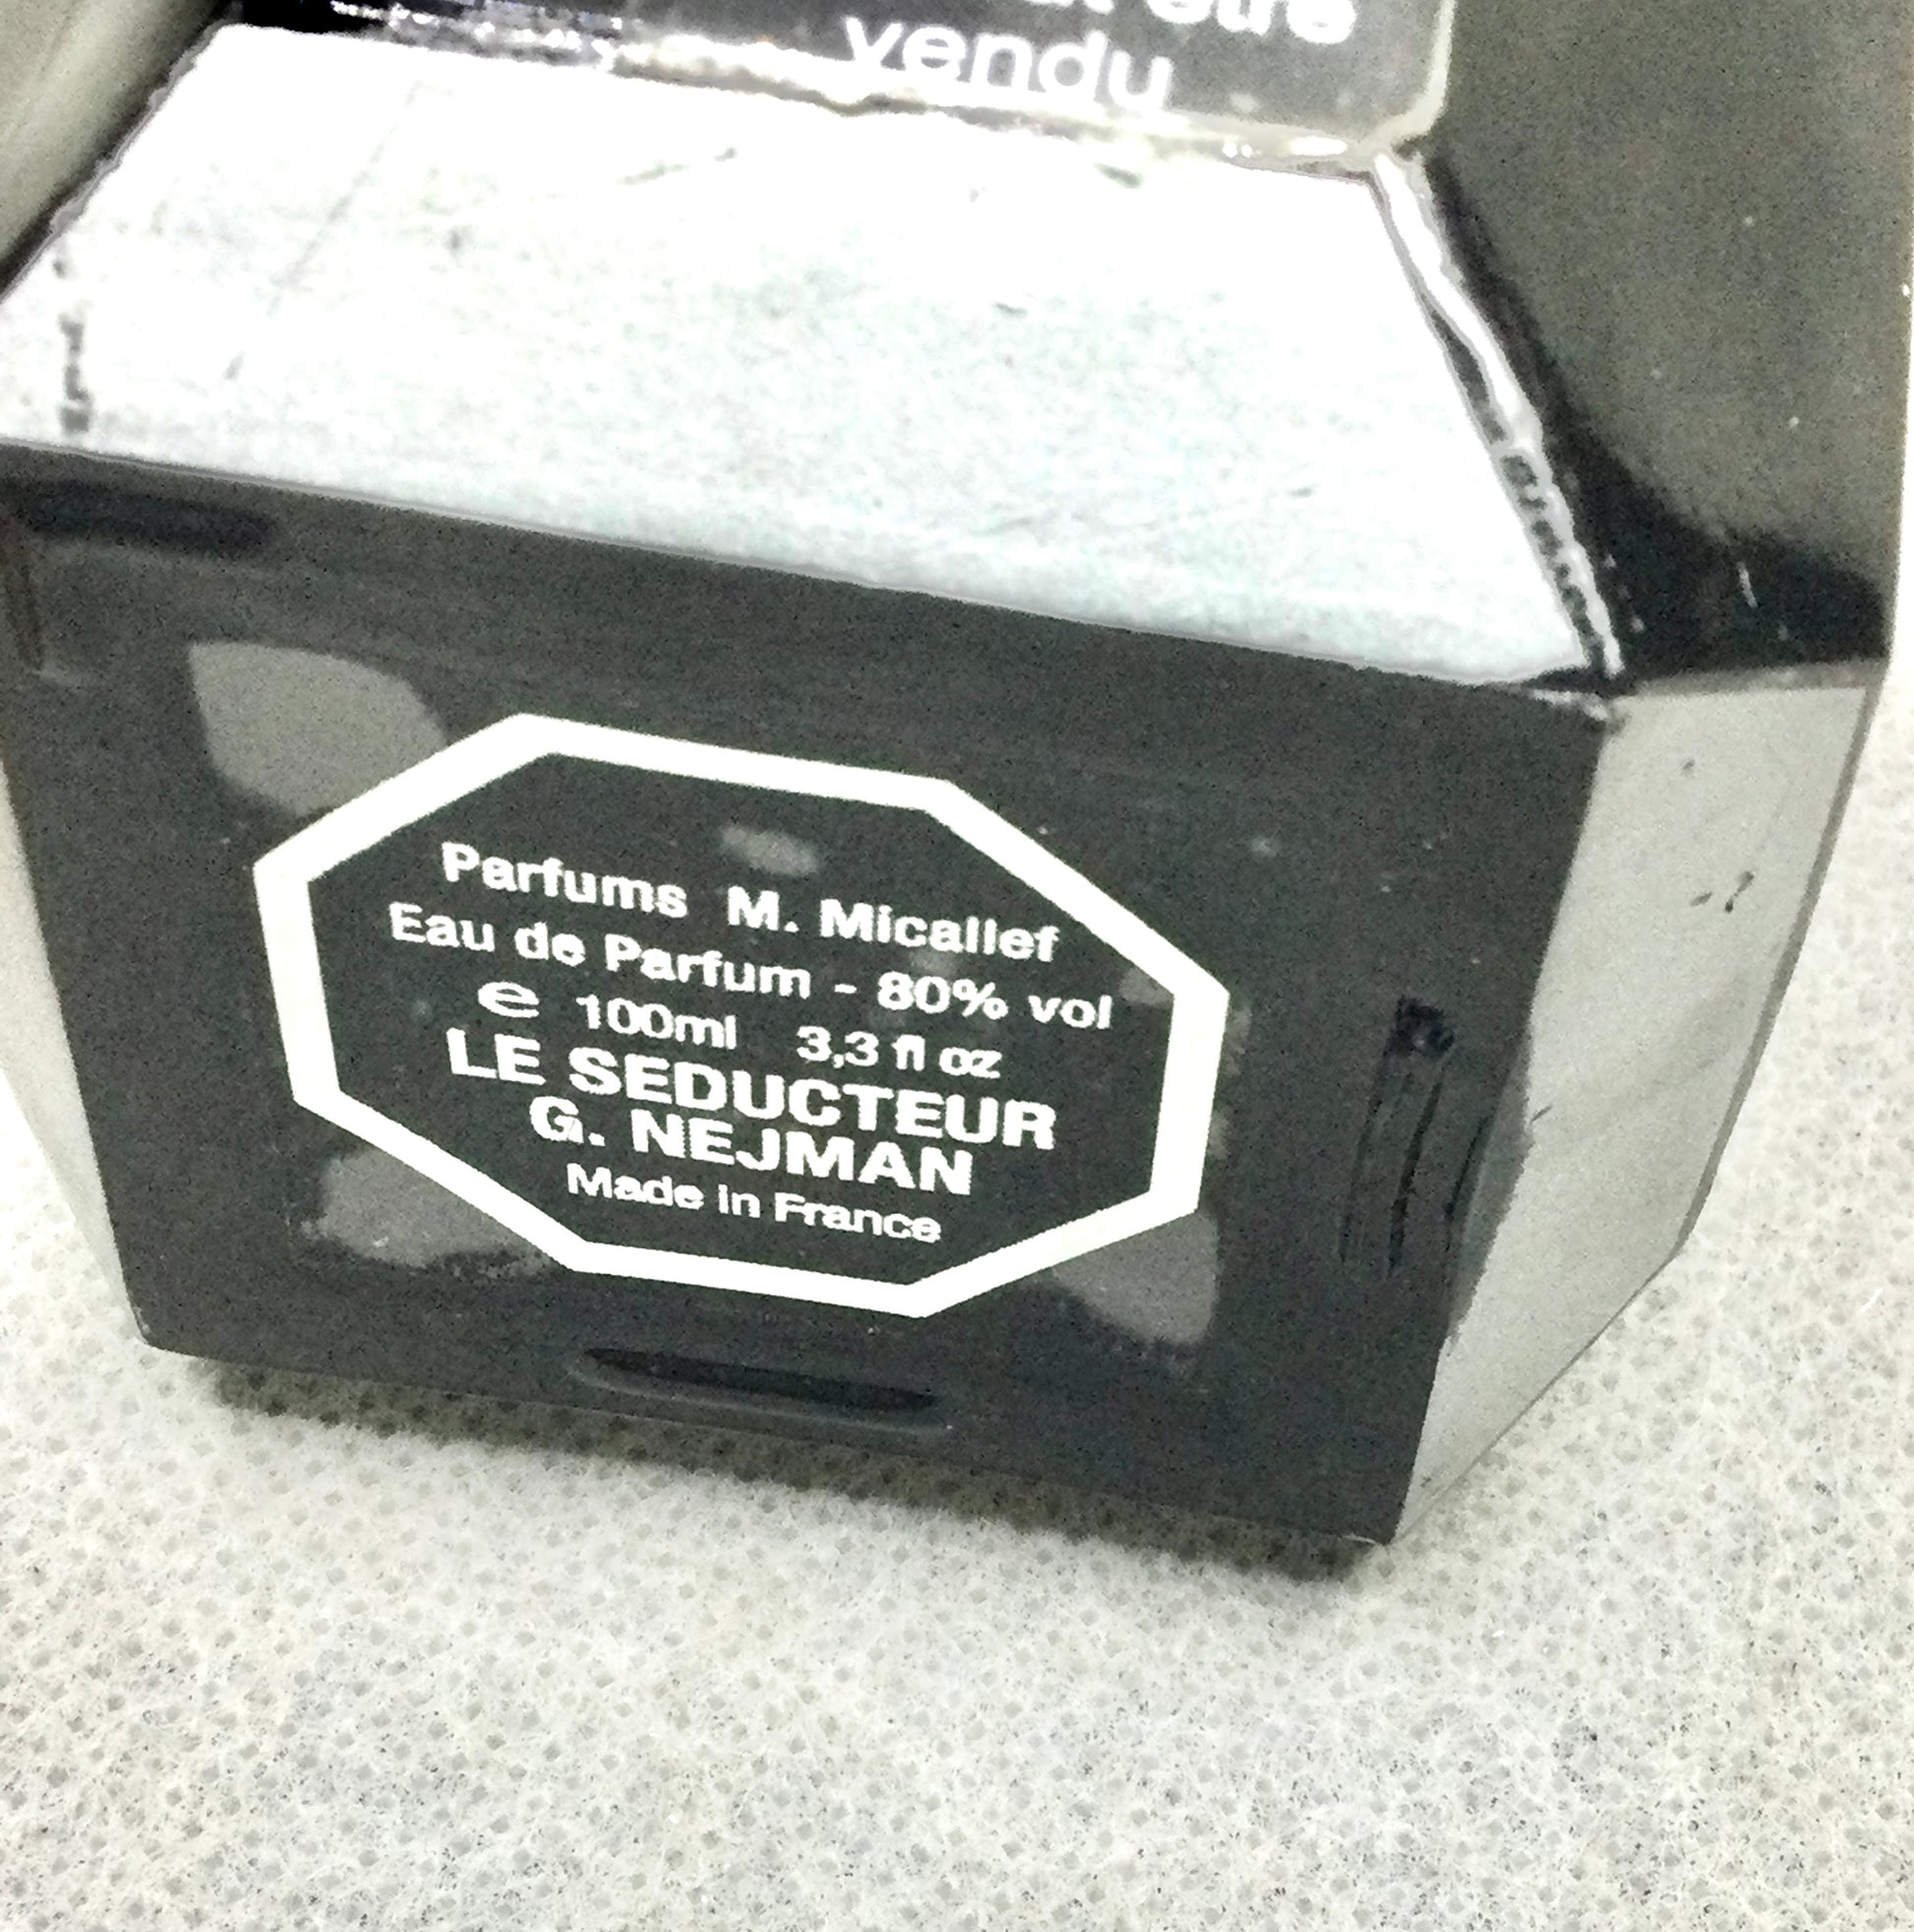 être
vendu
Parfums M. Micallef
Eau de Parfum - 80% vol
e 100ml 3,3 fl oz
LE SEDUCTEUR
G. NEJMAN
Made in France